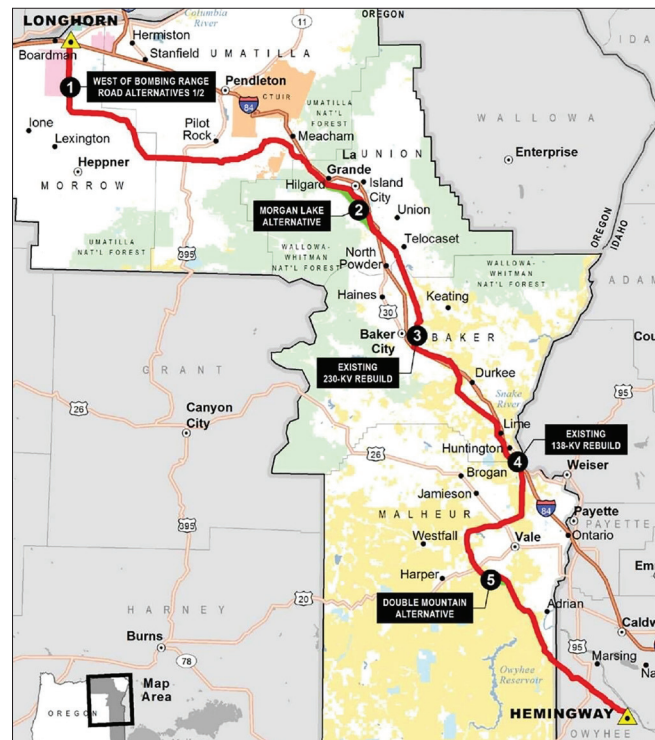 LONGHORN
Columbia
River
OREGON
11
Boardman
Hermiston
Stanfield
UMATILLA
WALLOWA
1
WEST OF BOMBING RANGE
ROAD ALTERNATIVES 1/2
Pendleton
84
CTUIR
UMATILLA
NAT'L FOREST
Ione
Lexington
Pilot
Rock
Meacham
Heppner
MORROW
La
Grande
UNION
Enterprise
Hilgard
Island
City
2
MORGAN LAKE
ALTERNATIVE
Union
Telocaset
OREGON
IDAHO
UMATILLA
NAT'L FOREST
395
WALLOWA-
WHITMAN
NAT'L FOREST
North
Powder
WALLOWA-
WHITMAN
NAT'L FOREST
ADAM
Haines
30
Keating
Baker
City
3
BAKER
Cou
EXISTING
230-KV REBUILD
GRANT
Durkee
Snake
River
95
26
Canyon
City
Lime
Huntington
4
EXISTING
138-KV REBUILD
26
Brogan
Weiser
Jamieson
MALHEUR
84
Payette
PAYETTE
395
Westfall
Vale
Ontario
Em
Harper
5
20
DOUBLE MOUNTAIN
ALTERNATIVE
Adrian
HARNEY
Burns
78
95
Caldw
Marsing
Na
Map
Area
OREGON
Owyhee
Reservoir
HEMINGWAY
OWYHEE